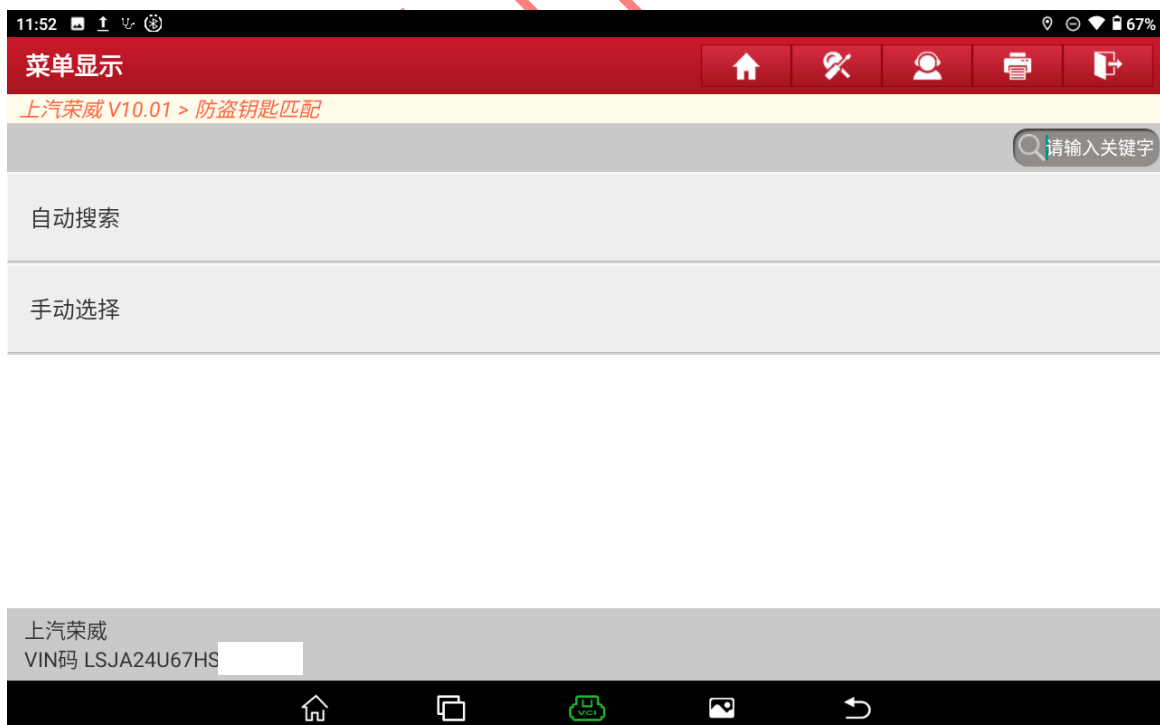 11:52
67%
菜单显示
上汽荣威 V10.01 > 防盗钥匙匹配
请输入关键字
自动搜索
手动选择
上汽荣威
VIN码 LSJA24U67HS
VCI